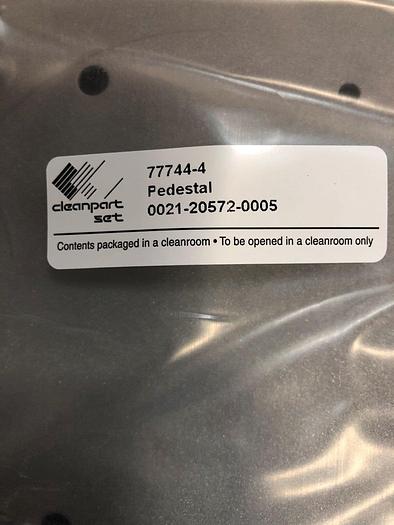 cleanpart
set
77744-4
Pedestal
0021-20572-0005
Contents packaged in a cleanroom • To be opened in a cleanroom only